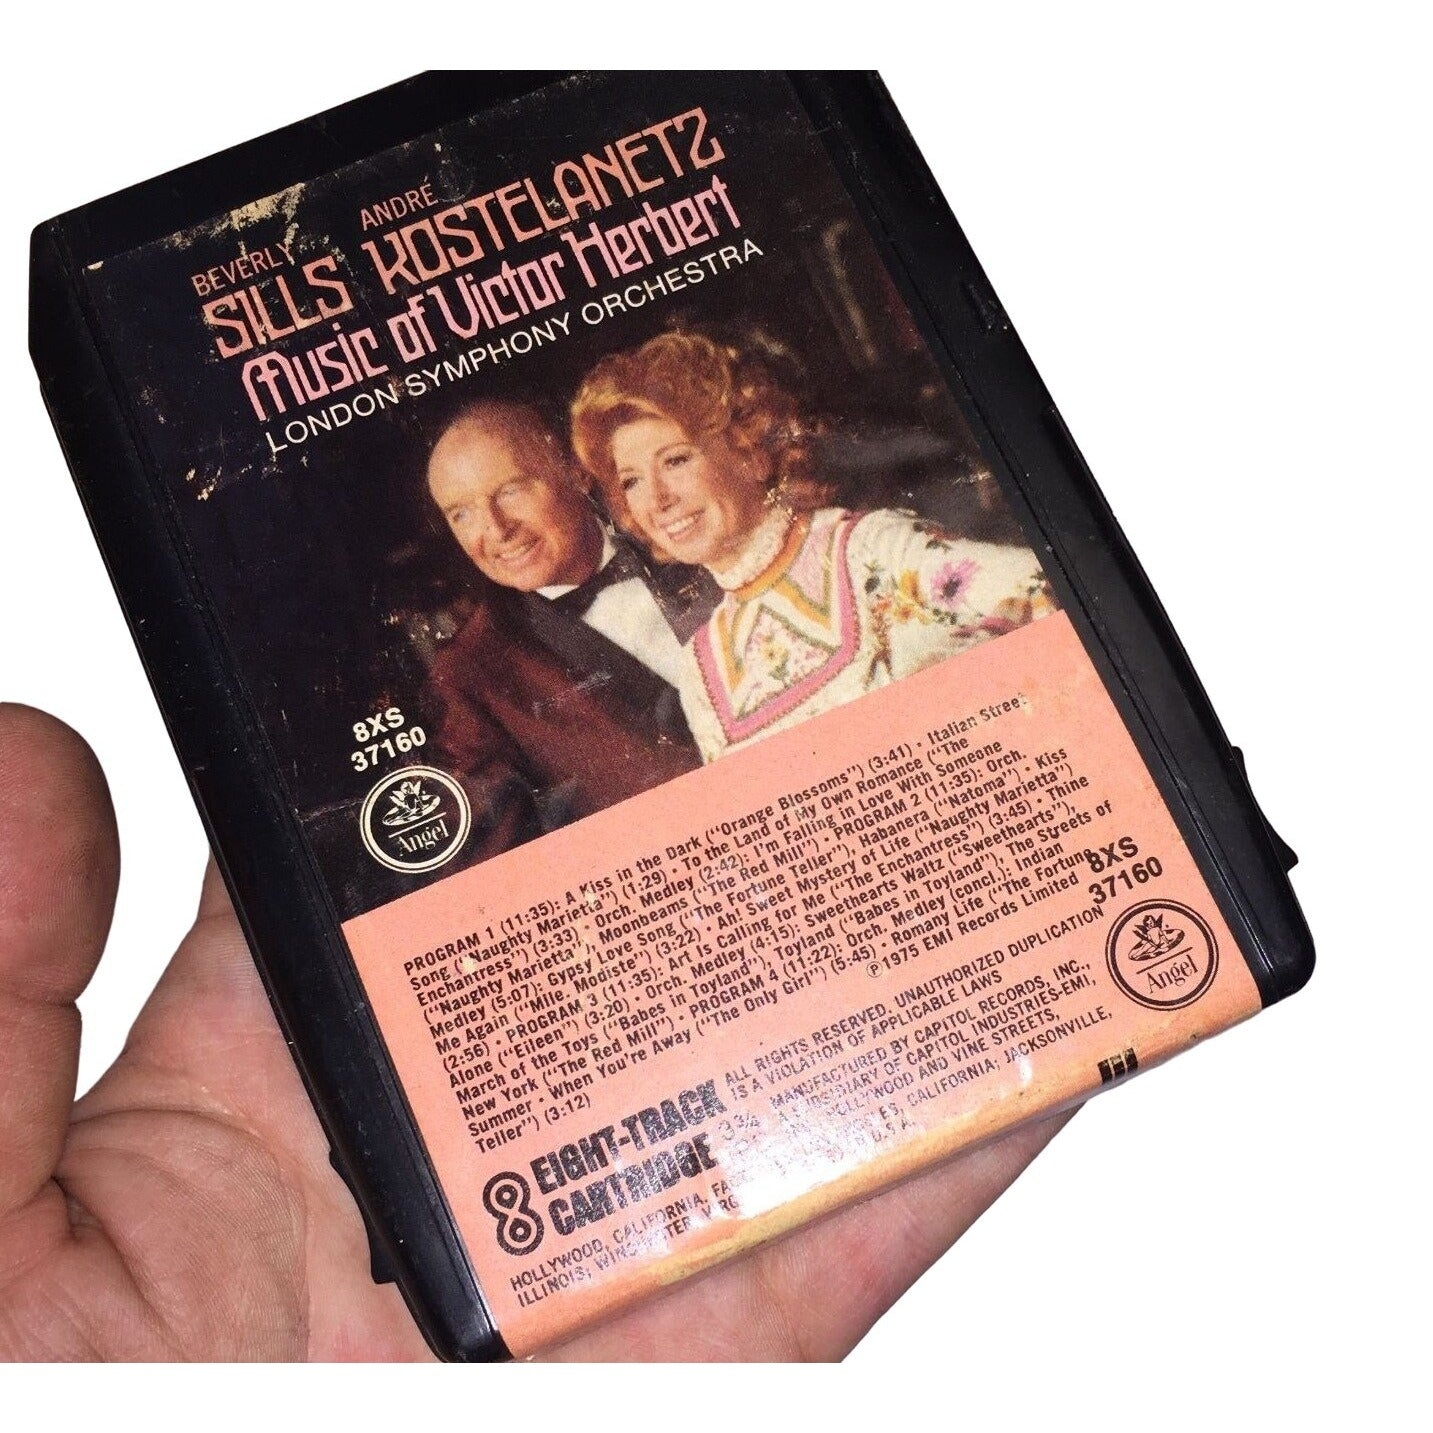 BEVERLY ANDRÉ
SILLS KOSTELANETZ
Music of Victor Herbert
LONDON SYMPHONY ORCHESTRA
8XS
37160
Angel
PROGRAM 1 (11:35): A Kiss in the Dark ("Orange Blossoms") (3:41) • Italian Street
Song ("Naughty Marietta") (1:29) • To the Land of My Own Romance ("The
Enchantress") (3:33), Orch. Medley (2:42): I'm Falling in Love With Someone
("Naughty Marietta"), Moonbeams ("The Red Mill") • PROGRAM 2 (11:35): Orch.
Medley (5:07): Gypsy Love Song ("The Fortune Teller"), Habanera ("Natoma") • Kiss
Me Again ("Mlle. Modiste") (3:22) • Ah! Sweet Mystery of Life ("Naughty Marietta")
(2:56) • PROGRAM 3 (11:35): Art Is Calling for Me ("The Enchantress") (3:45) • Thine
Alone ("Eileen") (3:20) • Orch. Medley (4:15): Sweethearts Waltz ("Sweethearts"),
March of the Toys ("Babes in Toyland"), Toyland ("Babes in Toyland"), The Streets of
New York ("The Red Mill") • PROGRAM 4 (11:22): Orch. Medley (concl.): Indian
Summer • When You're Away ("The Only Girl") (5:45) • Romany Life ("The Fortune
Teller") (3:12) ℗1975 EMI Records Limited
8XS
37160
Angel
8 EIGHT-TRACK
CARTRIDGE 3¾
ALL RIGHTS RESERVED. UNAUTHORIZED DUPLICATION
IS A VIOLATION OF APPLICABLE LAWS
MANUFACTURED BY CAPITOL RECORDS, INC.,
A SUBSIDIARY OF CAPITOL INDUSTRIES-EMI,
HOLLYWOOD AND VINE STREETS,
HOLLYWOOD, CALIFORNIA. CALIFORNIA; JACKSONVILLE,
ILLINOIS; WINCHESTER, U.S.A.